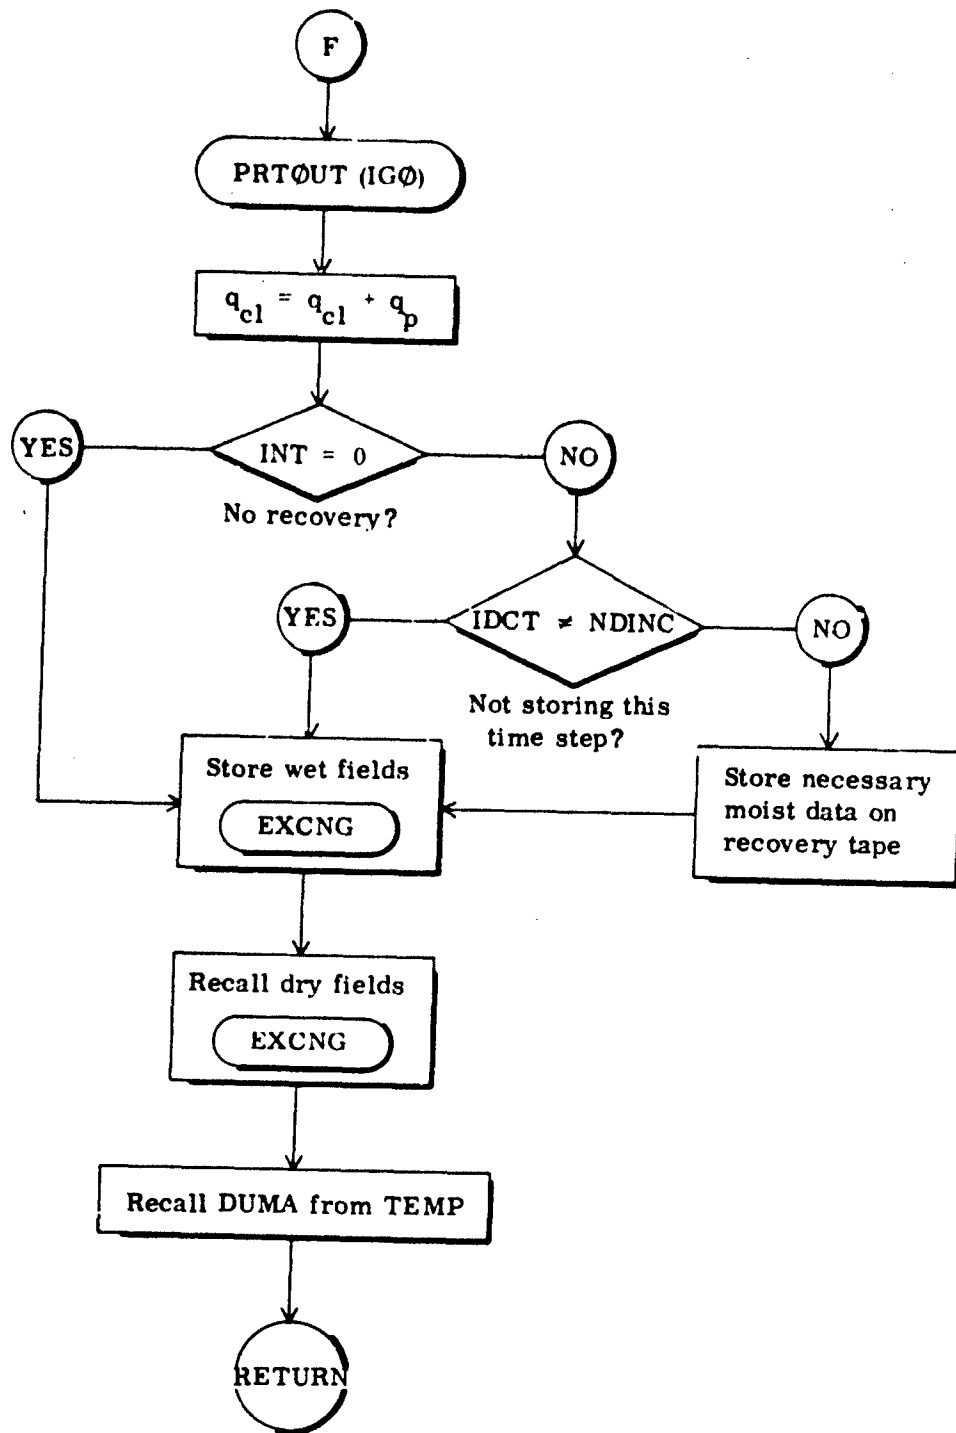 F
PRTØUT (IGØ)
q_cl = q_cl + q_p
YES
INT = 0
NO
No recovery?
YES
IDCT ≠ NDINC
NO
Not storing this
time step?
Store wet fields
EXCNG
Store necessary
moist data on
recovery tape
Recall dry fields
EXCNG
Recall DUMA from TEMP
RETURN